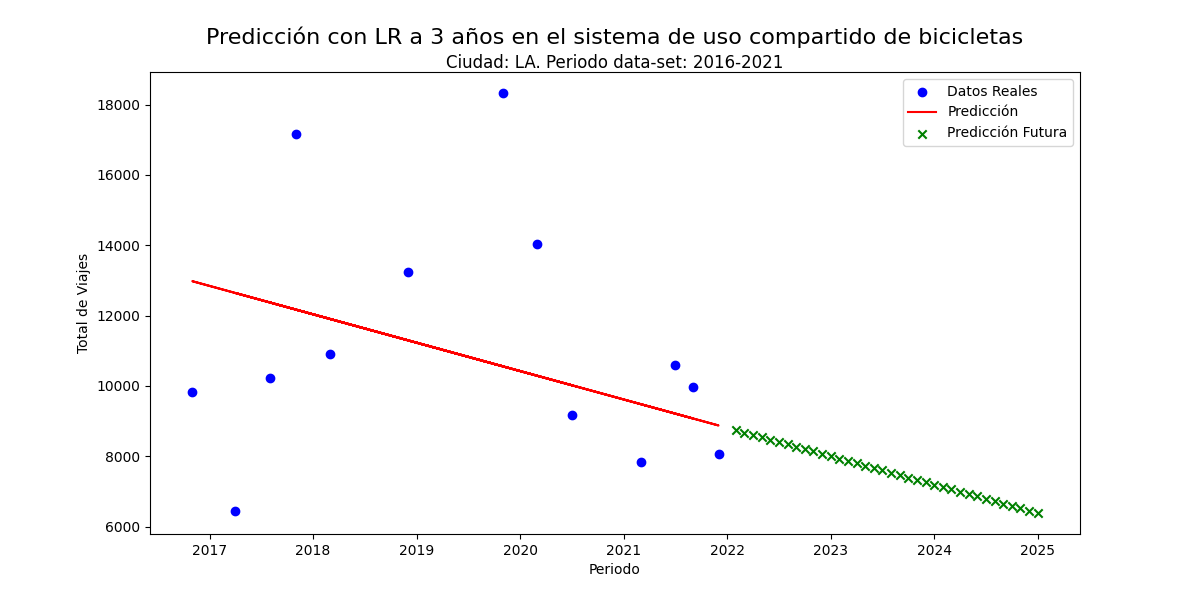 Predicción con LR a 3 años en el sistema de uso compartido de bicicletas
Ciudad: LA. Periodo data-set: 2016-2021
Datos Reales
Predicción
Predicción Futura
Total de Viajes
18000
16000
14000
12000
10000
8000
6000
2017 2018 2019 2020 2021 2022 2023 2024 2025
Periodo